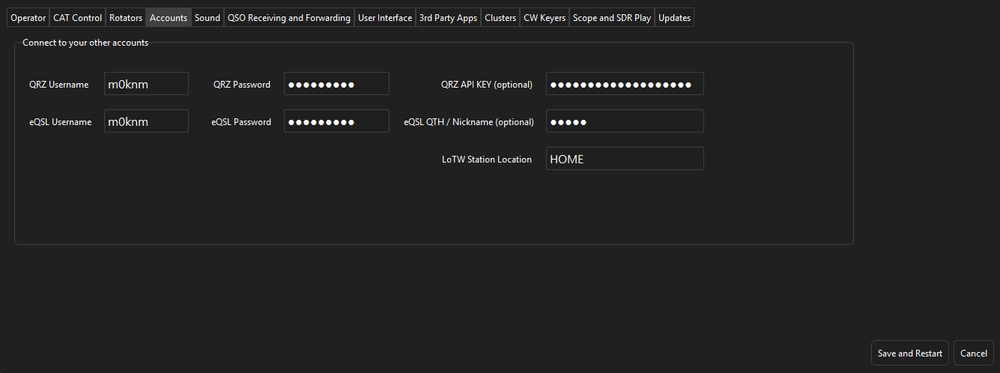 Operator CAT Control Rotators Accounts Sound QSO Receiving and Forwarding User Interface 3rd Party Apps Clusters CW Keyers Scope and SDR Play Updates
Connect to your other accounts
QRZ Username m0knm QRZ Password ●●●●●●●●● QRZ API KEY (optional) ●●●●●●●●●●●●●●●●●●●
eQSL Username m0knm eQSL Password ●●●●●●●●● eQSL QTH / Nickname (optional) ●●●●●
LoTW Station Location HOME
Save and Restart Cancel